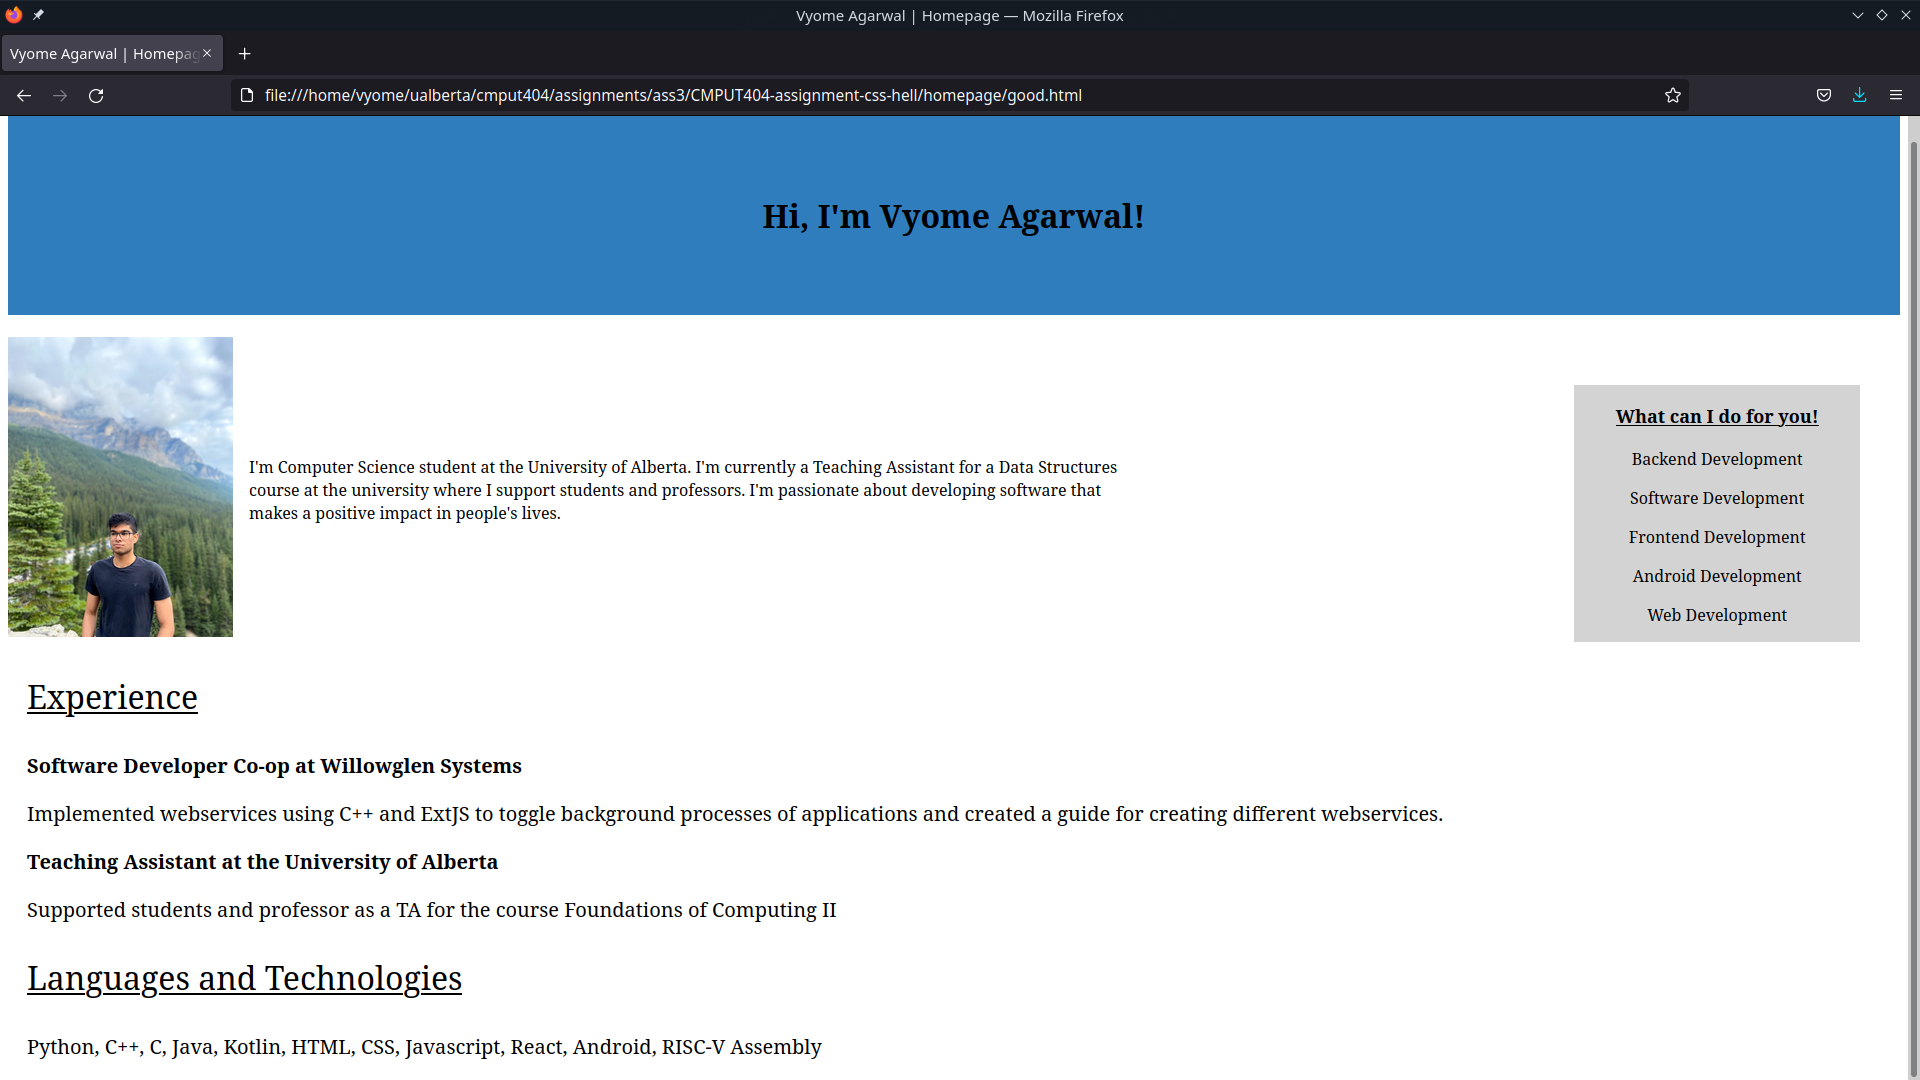 Vyome Agarwal | Homepage — Mozilla Firefox
Vyome Agarwal | Homepag
file:///home/vyome/ualberta/cmput404/assignments/ass3/CMPUT404-assignment-css-hell/homepage/good.html
Hi, I'm Vyome Agarwal!
I'm Computer Science student at the University of Alberta. I'm currently a Teaching Assistant for a Data Structures
course at the university where I support students and professors. I'm passionate about developing software that
makes a positive impact in people's lives.
What can I do for you!
Backend Development
Software Development
Frontend Development
Android Development
Web Development
Experience
Software Developer Co-op at Willowglen Systems
Implemented webservices using C++ and ExtJS to toggle background processes of applications and created a guide for creating different webservices.
Teaching Assistant at the University of Alberta
Supported students and professor as a TA for the course Foundations of Computing II
Languages and Technologies
Python, C++, C, Java, Kotlin, HTML, CSS, Javascript, React, Android, RISC-V Assembly